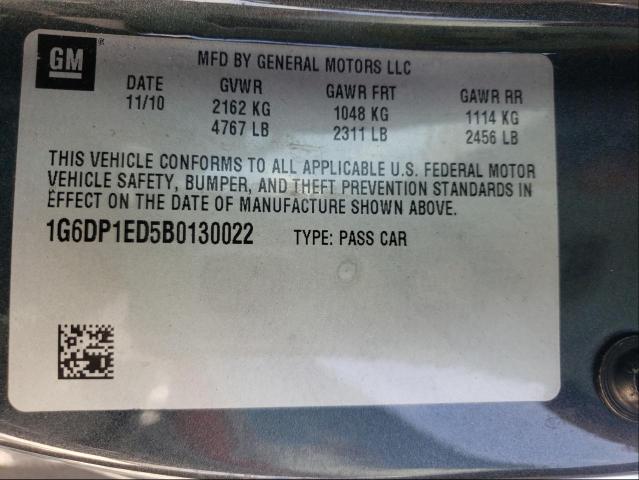 GM
MFD BY GENERAL MOTORS LLC
DATE GVWR GAWR FRT GAWR RR
11/10 2162 KG 1048 KG 1114 KG
4767 LB 2311 LB 2456 LB
THIS VEHICLE CONFORMS TO ALL APPLICABLE U.S. FEDERAL MOTOR
VEHICLE SAFETY, BUMPER, AND THEFT PREVENTION STANDARDS IN
EFFECT ON THE DATE OF MANUFACTURE SHOWN ABOVE.
1G6DP1ED5B0130022 TYPE: PASS CAR